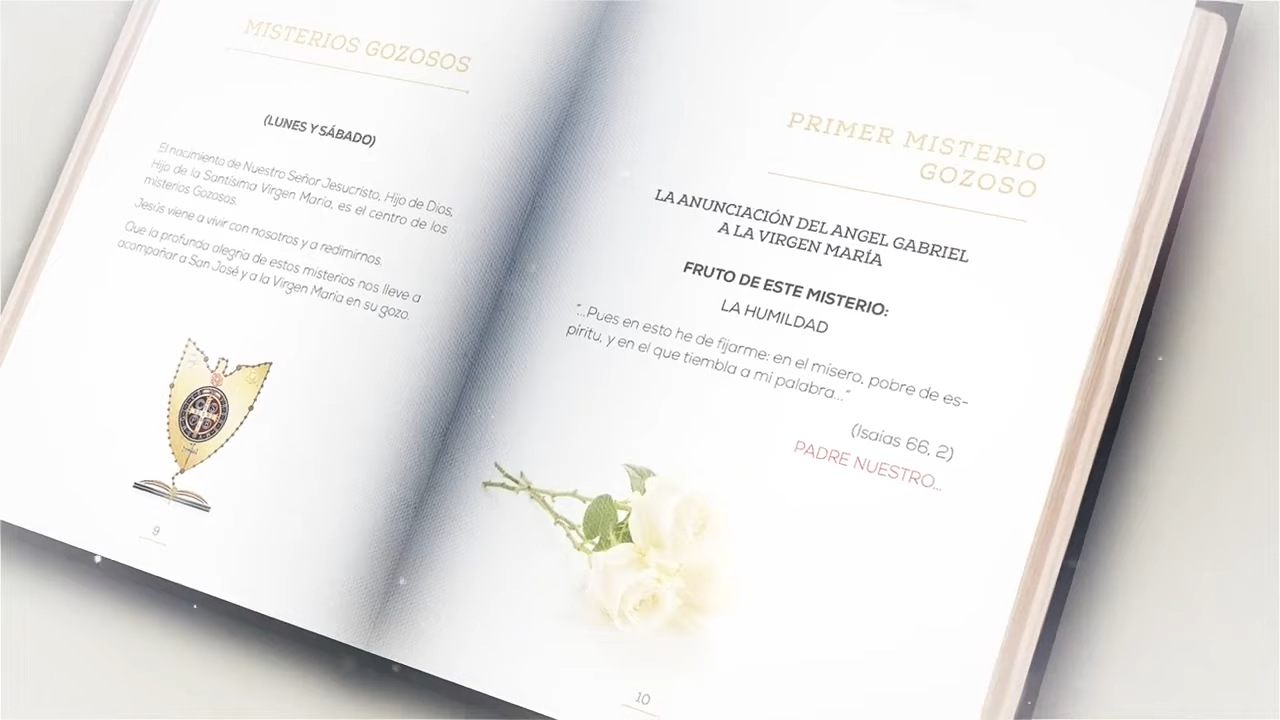 MISTERIOS GOZOSOS
(LUNES Y SÁBADO)
El nacimiento de Nuestro Señor Jesucristo, Hijo de Dios,
Hijo de la Santísima Virgen María, es el centro de los
misterios Gozosos.
Jesús viene a vivir con nosotros y a redimirnos.
Que la profunda alegría de estos misterios nos lleve a
acompañar a San José y a la Virgen María en su gozo.
9
PRIMER MISTERIO
GOZOSO
LA ANUNCIACIÓN DEL ANGEL GABRIEL
A LA VIRGEN MARÍA
FRUTO DE ESTE MISTERIO:
LA HUMILDAD
“...Pues en esto he de fijarme: en el mísero, pobre de es-
píritu, y en el que tiembla a mi palabra...”
(Isaías 66, 2)
PADRE NUESTRO...
10